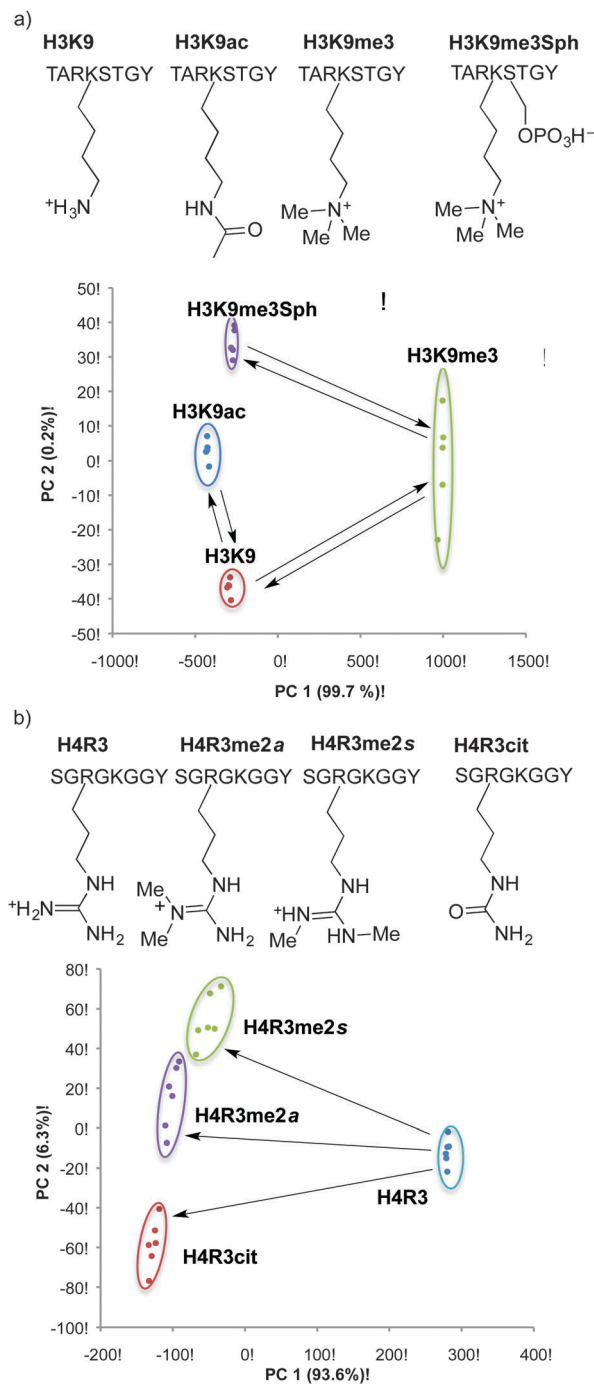 a)
H3K9 H3K9ac H3K9me3 H3K9me3Sph
TARKSTGY TARKSTGY TARKSTGY TARKSTGY
OPO₃H⁻
⁺H₃N HN O Me N⁺ Me Me Me N⁺ Me Me
50!
40!
30!
20!
10!
0!
-10!
-20!
-30!
-40!
-50!
PC 2 (0.2%)!
H3K9me3Sph !
H3K9me3 !
H3K9ac
H3K9
-1000! -500! 0! 500! 1000! 1500!
PC 1 (99.7 %)!
b)
H4R3 H4R3me2a H4R3me2s H4R3cit
SGRGKGGY SGRGKGGY SGRGKGGY SGRGKGGY
NH Me NH NH NH
⁺H₂N NH₂ + N Me NH₂ ⁺HN Me HN Me O NH₂
80!
60!
40!
20!
0!
-20!
-40!
-60!
-80!
-100!
PC 2 (6.3%)!
H4R3me2s
H4R3me2a
H4R3
H4R3cit
-200! -100! 0! 100! 200! 300! 400!
PC 1 (93.6%)!